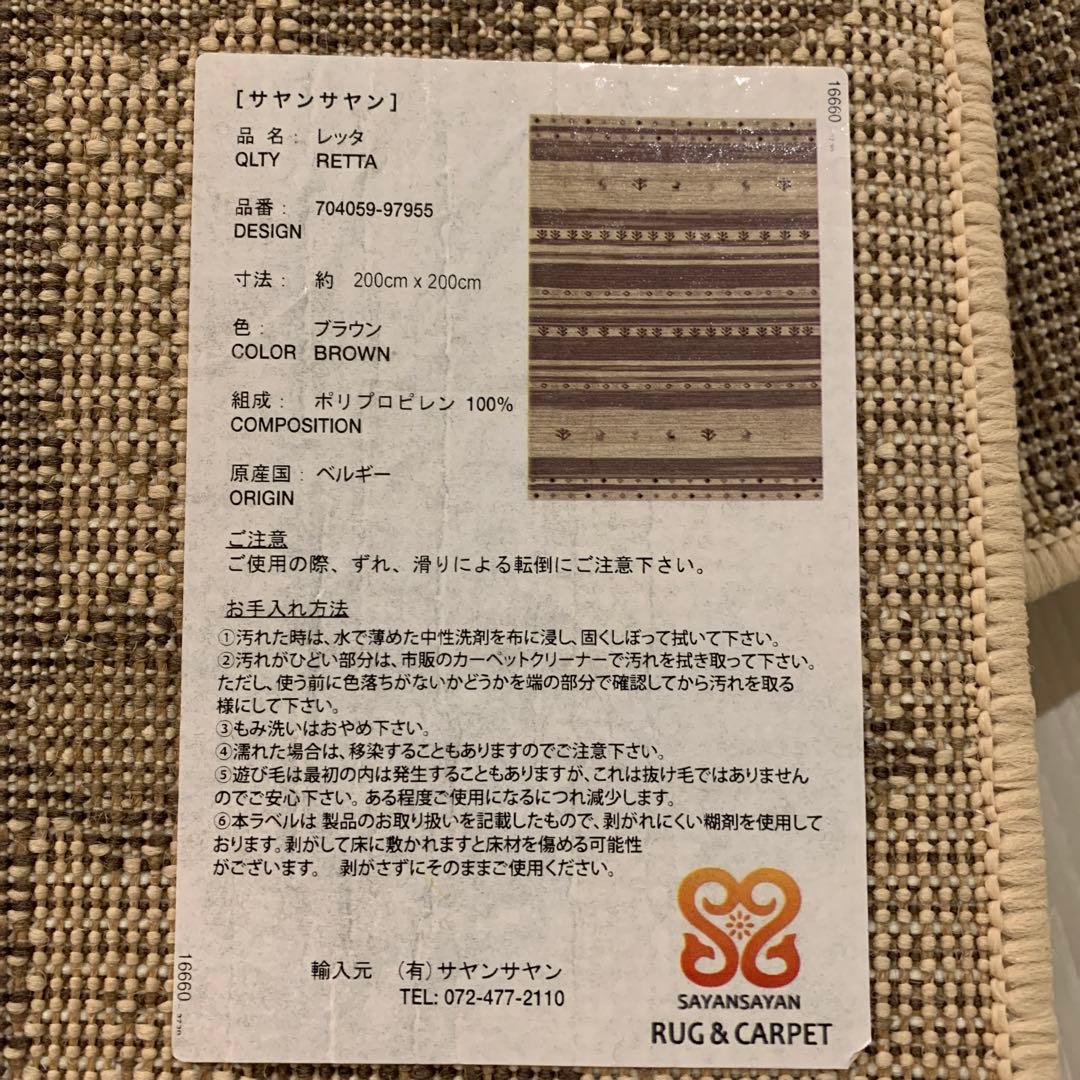 [サヤンサヤン]
品 名: レッタ
QLTY RETTA
品番: 704059-97955
DESIGN
寸法: 約 200cm x 200cm
色: ブラウン
COLOR BROWN
組成: ポリプロピレン 100%
COMPOSITION
原産国: ベルギー
ORIGIN
ご注意
ご使用の際、ずれ、滑りによる転倒にご注意下さい。
お手入れ方法
①汚れた時は、水で薄めた中性洗剤を布に浸し、固くしぼって拭いて下さい。
②汚れがひどい部分は、市販のカーペットクリーナーで汚れを拭き取って下さい。
ただし、使う前に色落ちがないかどうかを端の部分で確認してから汚れを取る
様にして下さい。
③もみ洗いはおやめ下さい。
④濡れた場合は、移染することもありますのでご注意下さい。
⑤遊び毛は最初の内は発生することもありますが、これは抜け毛ではありません
のでご安心下さい。ある程度ご使用になるにつれ減少します。
⑥本ラベルは 製品のお取り扱いを記載したもので、剥がれにくい糊剤を使用して
おります。剥がして床に敷かれますと床材を傷める可能性
がございます。 剥がさずにそのままご使用ください。
輸入元 (有)サヤンサヤン
TEL: 072-477-2110
SAYANSAYAN
RUG & CARPET
16660
16660